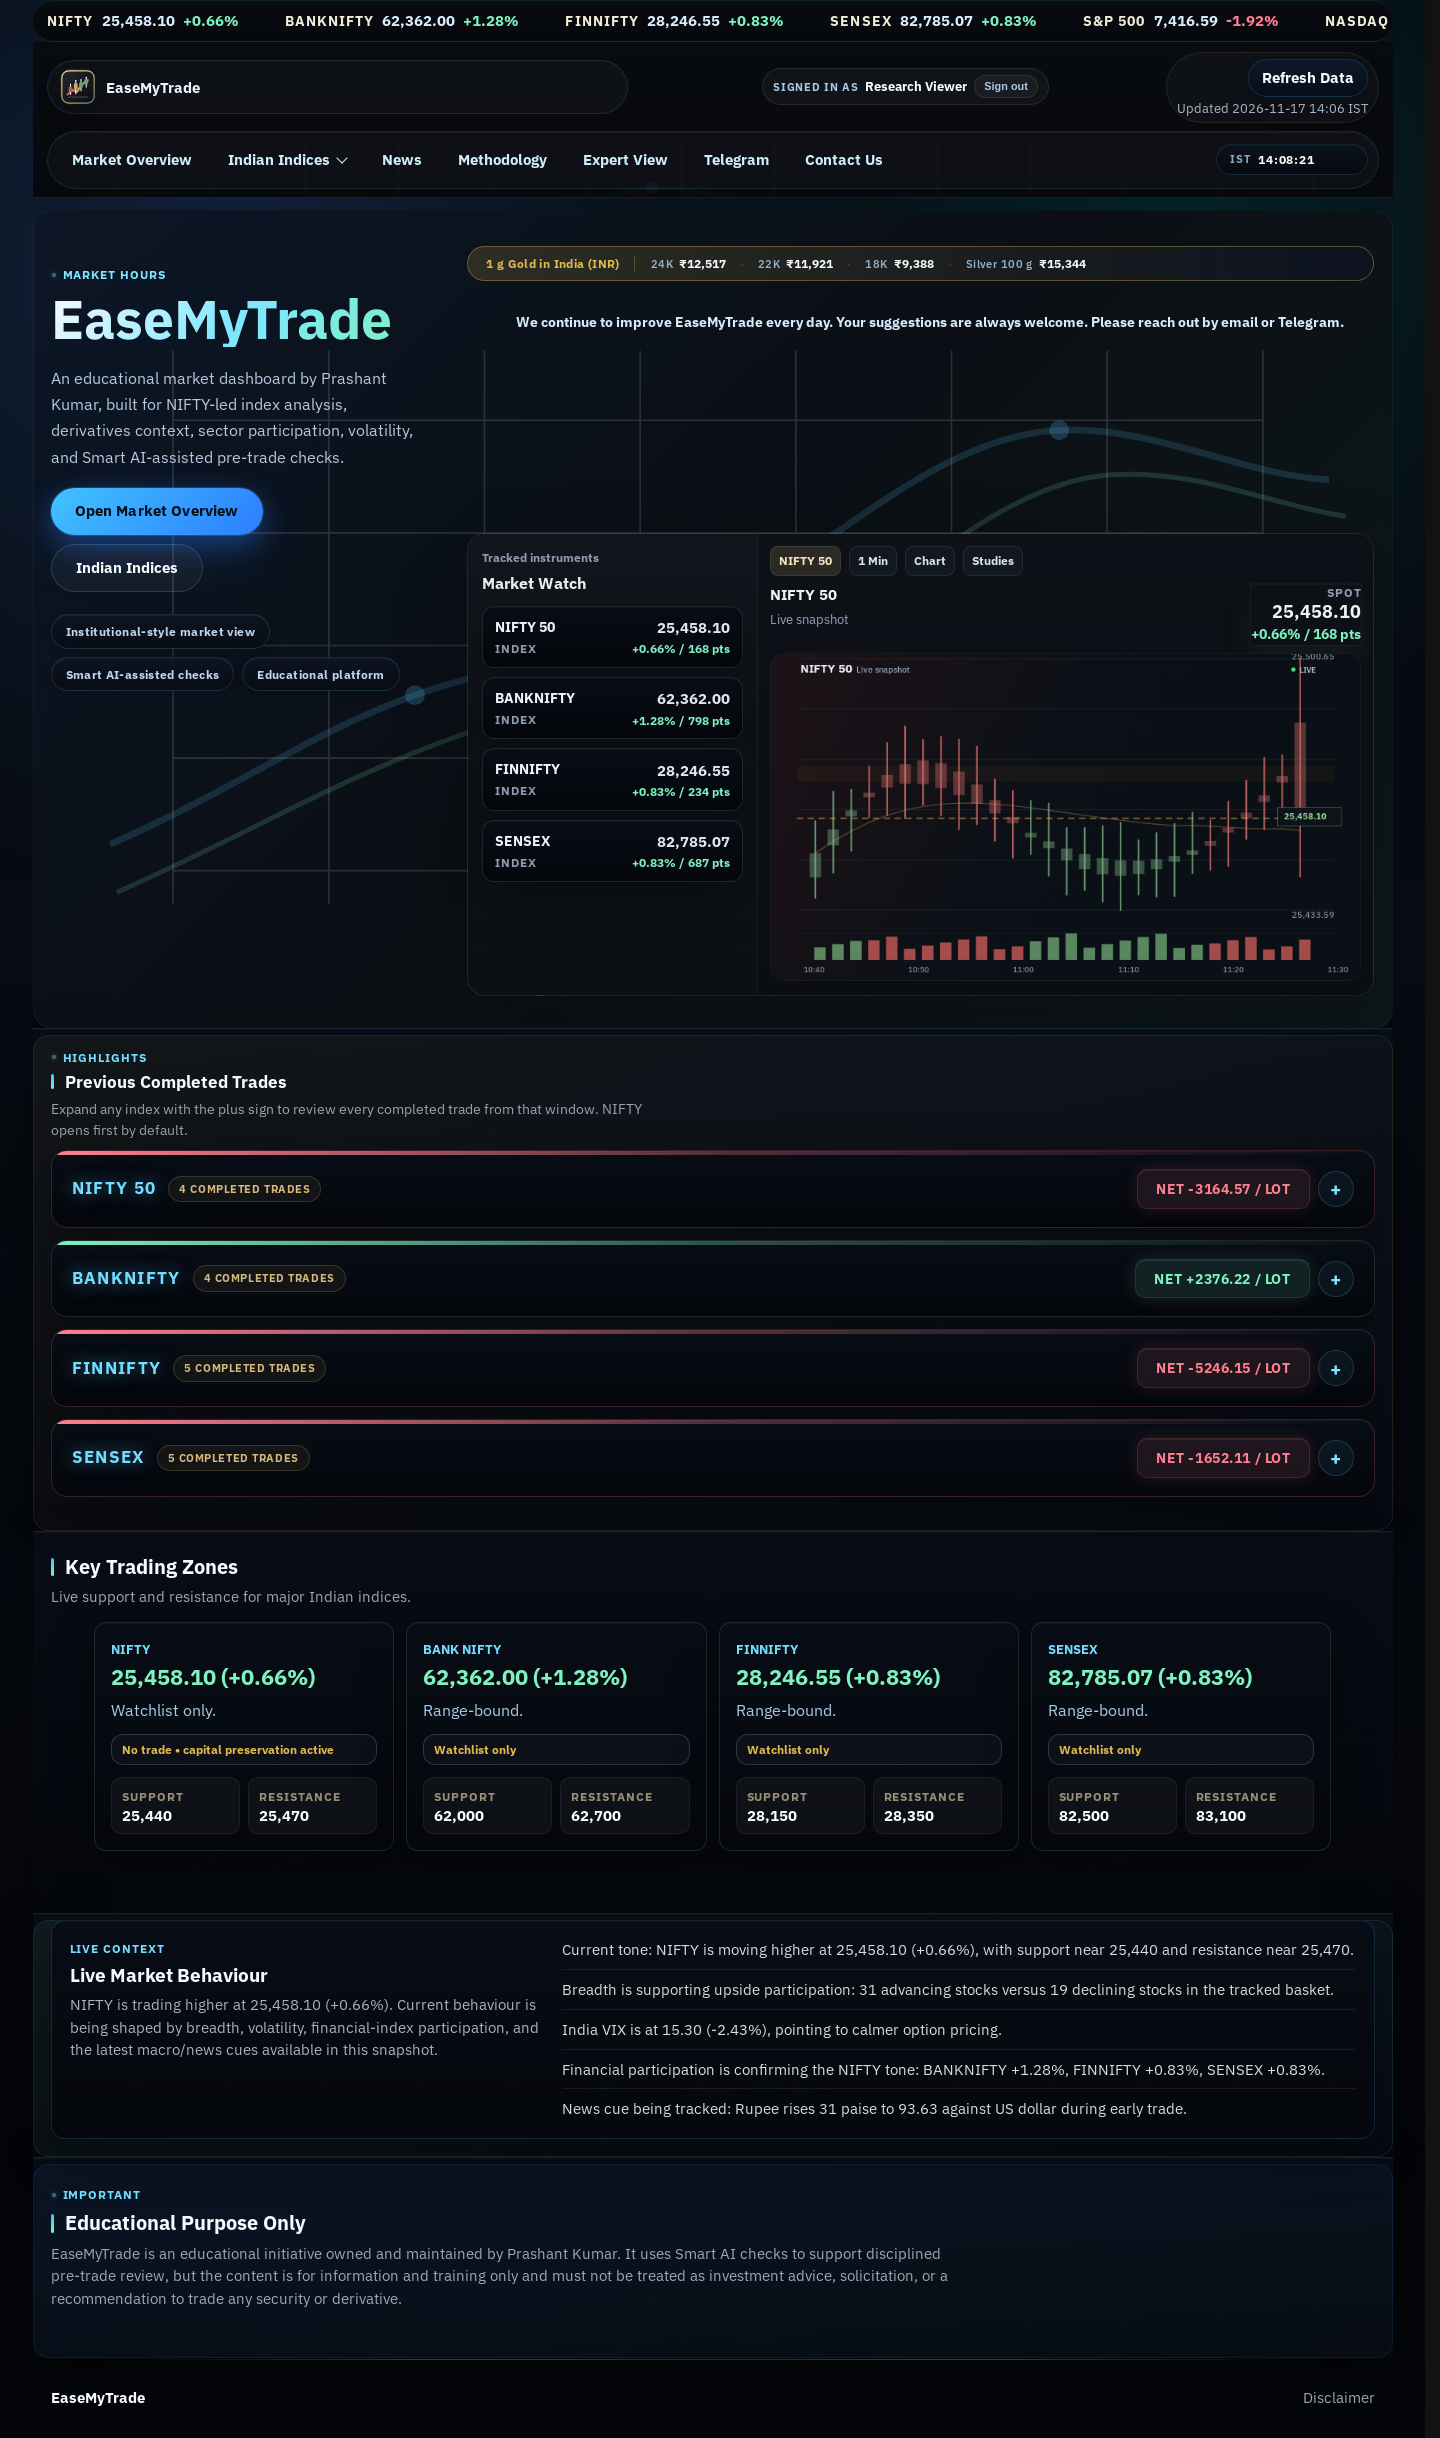 NIFTY 25,458.10 +0.66% BANKNIFTY 62,362.00 +1.28% FINNIFTY 28,246.55 +0.83% SENSEX 82,785.07 +0.83% S&P 500 7,416.59 -1.92% NASDAQ
EaseMyTrade
SIGNED IN AS Research Viewer Sign out
Refresh Data
Updated 2026-11-17 14:06 IST
Market Overview Indian Indices News Methodology Expert View Telegram Contact Us
IST 14:08:21
MARKET HOURS
EaseMyTrade
An educational market dashboard by Prashant
Kumar, built for NIFTY-led index analysis,
derivatives context, sector participation, volatility,
and Smart AI-assisted pre-trade checks.
Open Market Overview
Indian Indices
Institutional-style market view
Smart AI-assisted checks Educational platform
1 g Gold in India (INR) 24K ₹12,517 · 22K ₹11,921 · 18K ₹9,388 · Silver 100 g ₹15,344
We continue to improve EaseMyTrade every day. Your suggestions are always welcome. Please reach out by email or Telegram.
Tracked instruments
Market Watch
NIFTY 50 25,458.10
INDEX +0.66% / 168 pts
BANKNIFTY 62,362.00
INDEX +1.28% / 798 pts
FINNIFTY 28,246.55
INDEX +0.83% / 234 pts
SENSEX 82,785.07
INDEX +0.83% / 687 pts
NIFTY 50 1 Min Chart Studies
NIFTY 50
Live snapshot
SPOT
25,458.10
+0.66% / 168 pts
25,500.65
NIFTY 50 Live snapshot
LIVE
25,458.10
25,433.59
10:40 10:50 11:00 11:10 11:20 11:30
HIGHLIGHTS
Previous Completed Trades
Expand any index with the plus sign to review every completed trade from that window. NIFTY
opens first by default.
NIFTY 50 4 COMPLETED TRADES NET -3164.57 / LOT +
BANKNIFTY 4 COMPLETED TRADES NET +2376.22 / LOT +
FINNIFTY 5 COMPLETED TRADES NET -5246.15 / LOT +
SENSEX 5 COMPLETED TRADES NET -1652.11 / LOT +
Key Trading Zones
Live support and resistance for major Indian indices.
NIFTY
25,458.10 (+0.66%)
Watchlist only.
No trade • capital preservation active
SUPPORT RESISTANCE
25,440 25,470
BANK NIFTY
62,362.00 (+1.28%)
Range-bound.
Watchlist only
SUPPORT RESISTANCE
62,000 62,700
FINNIFTY
28,246.55 (+0.83%)
Range-bound.
Watchlist only
SUPPORT RESISTANCE
28,150 28,350
SENSEX
82,785.07 (+0.83%)
Range-bound.
Watchlist only
SUPPORT RESISTANCE
82,500 83,100
LIVE CONTEXT
Live Market Behaviour
NIFTY is trading higher at 25,458.10 (+0.66%). Current behaviour is
being shaped by breadth, volatility, financial-index participation, and
the latest macro/news cues available in this snapshot.
Current tone: NIFTY is moving higher at 25,458.10 (+0.66%), with support near 25,440 and resistance near 25,470.
Breadth is supporting upside participation: 31 advancing stocks versus 19 declining stocks in the tracked basket.
India VIX is at 15.30 (-2.43%), pointing to calmer option pricing.
Financial participation is confirming the NIFTY tone: BANKNIFTY +1.28%, FINNIFTY +0.83%, SENSEX +0.83%.
News cue being tracked: Rupee rises 31 paise to 93.63 against US dollar during early trade.
IMPORTANT
Educational Purpose Only
EaseMyTrade is an educational initiative owned and maintained by Prashant Kumar. It uses Smart AI checks to support disciplined
pre-trade review, but the content is for information and training only and must not be treated as investment advice, solicitation, or a
recommendation to trade any security or derivative.
EaseMyTrade
Disclaimer